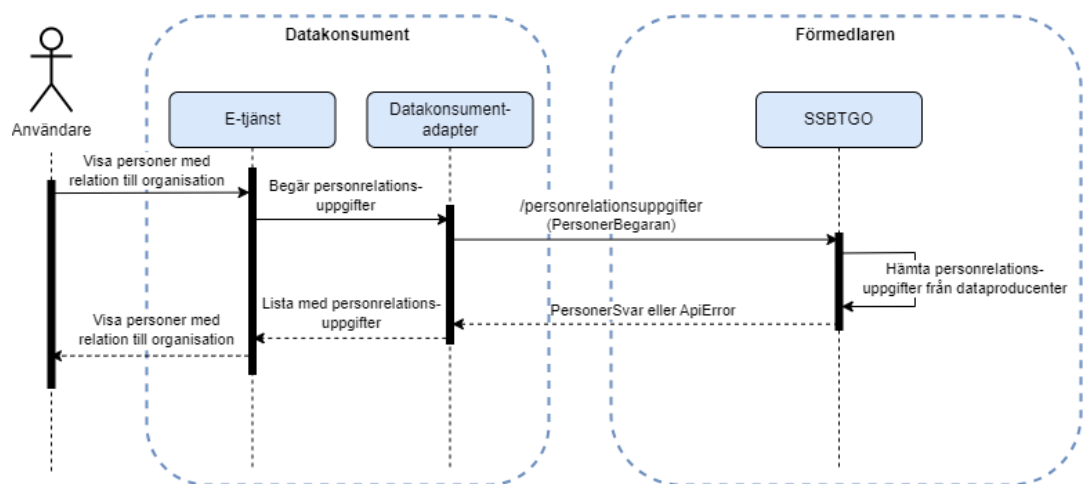 Datakonsument
Förmedlaren
Användare
E-tjänst
Datakonsument-
adapter
SSBTGO
Visa personer med
relation till organisation
Begär personrelations-
uppgifter
/personrelationsuppgifter
(PersonerBegaran)
Hämta personrelations-
uppgifter från dataproducenter
PersonerSvar eller ApiError
Lista med personrelations-
uppgifter
Visa personer med
relation till organisation